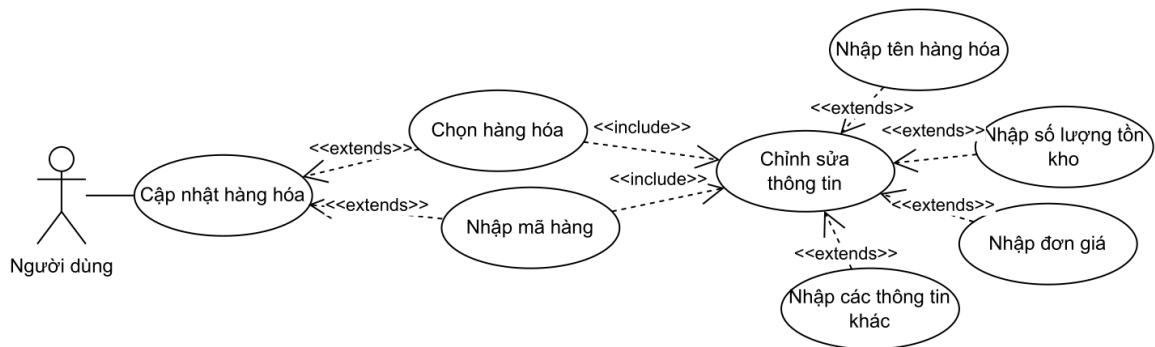 Nhập tên hàng hóa
<<extends>>
Chọn hàng hóa
<<include>>
<<extends>>
Nhập số lượng tồn
kho
<<extends>>
Chỉnh sửa
thông tin
<<include>>
Cập nhật hàng hóa
<<extends>>
Nhập mã hàng
<<extends>>
Nhập đơn giá
<<extends>>
Người dùng
Nhập các thông tin
khác